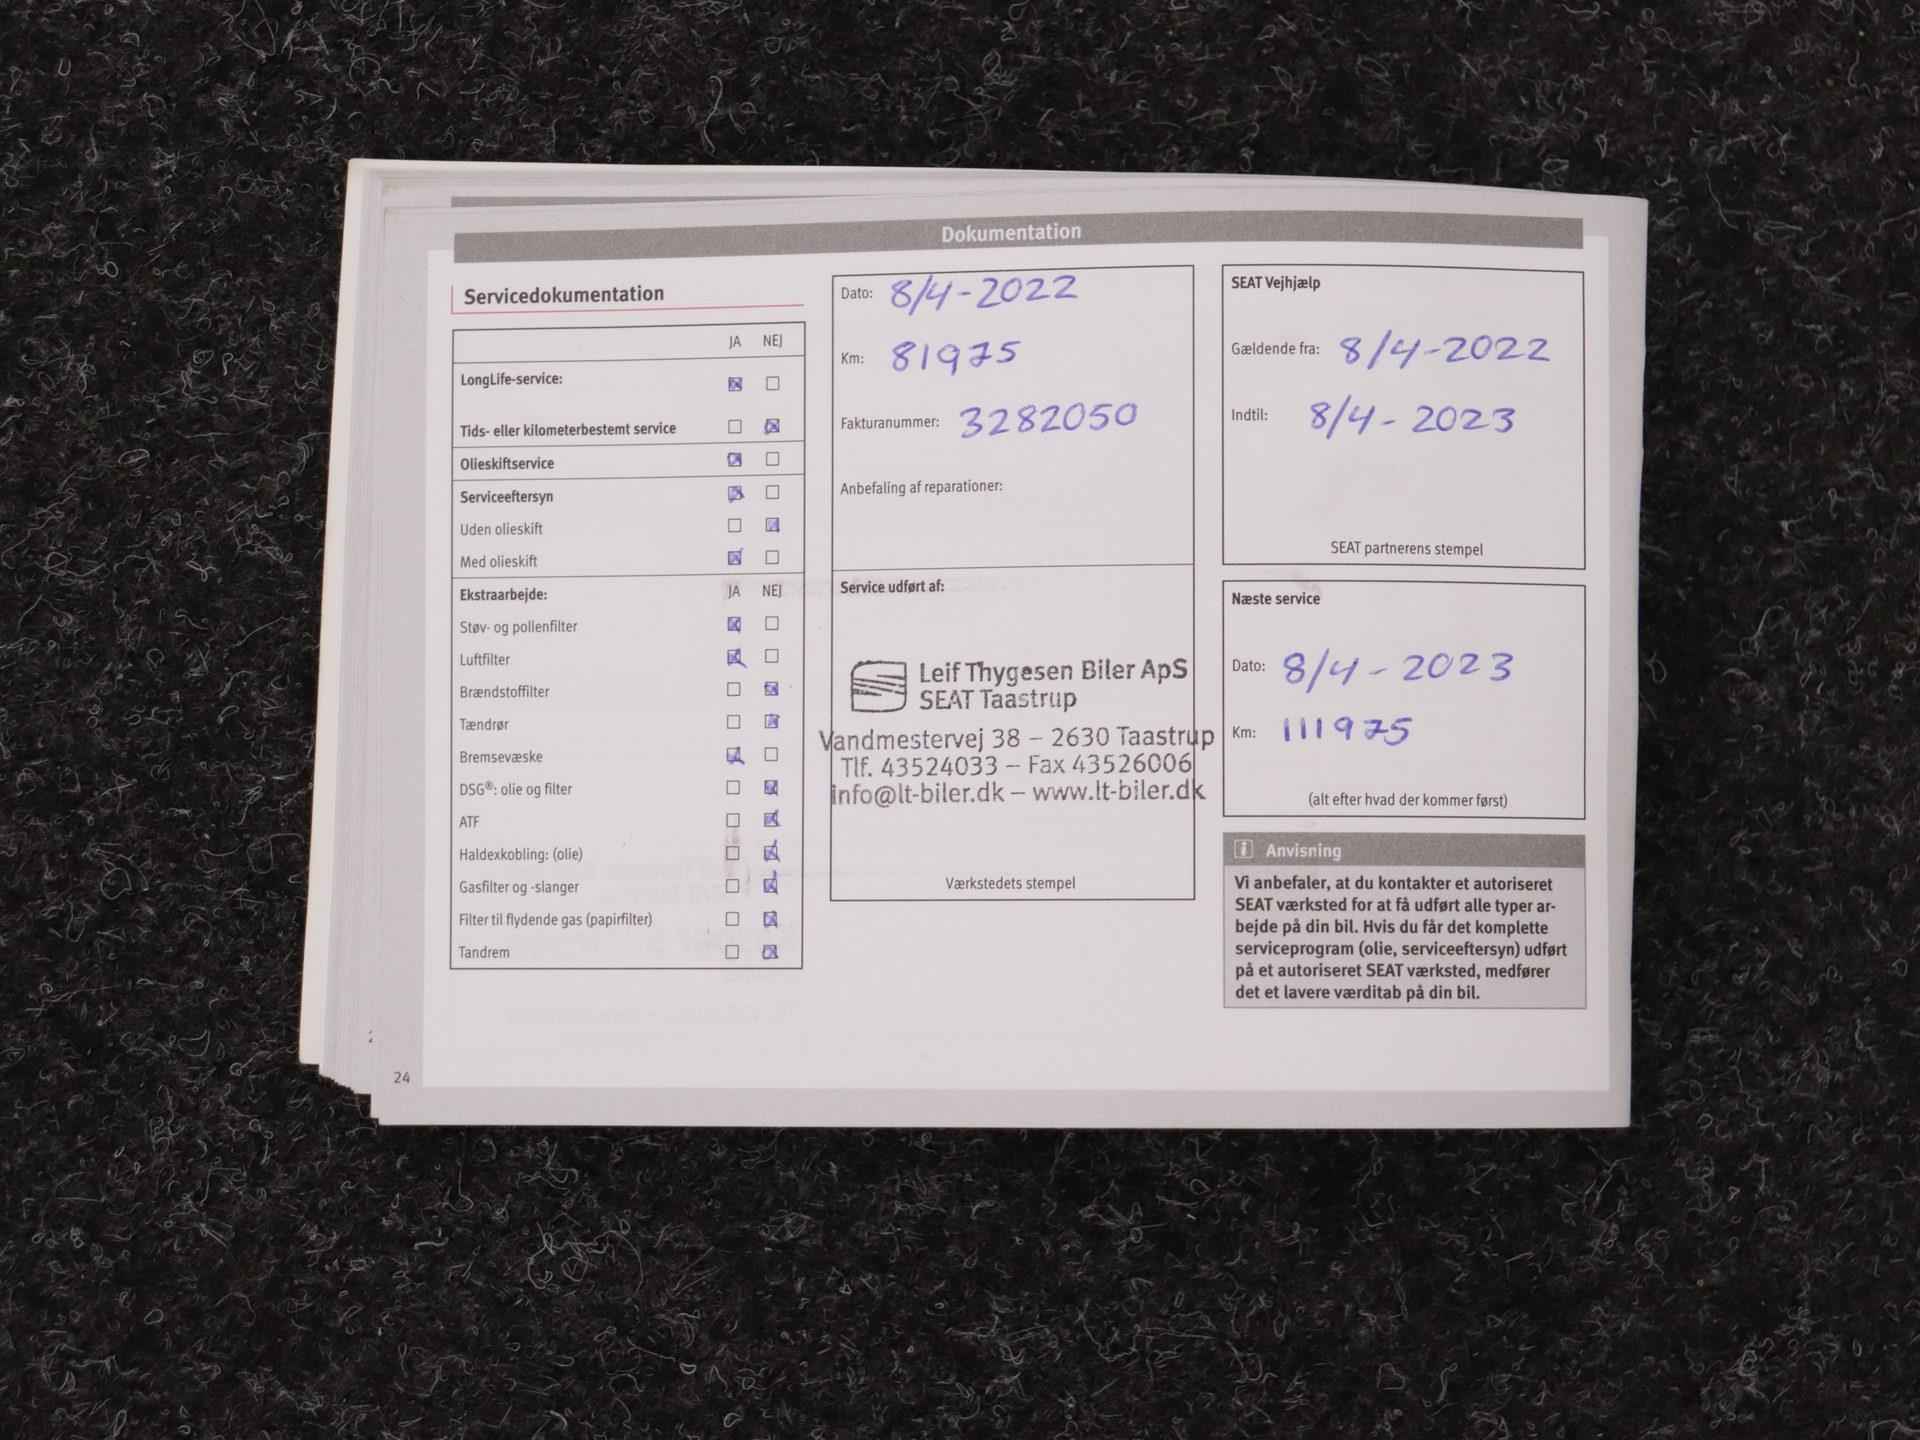 Dokumentation
Servicedokumentation
JA NEJ
LongLife-service:
Tids- eller kilometerbestemt service
Olieskiftservice
Serviceeftersyn
Uden olieskift
Med olieskift
Ekstraarbejde: JA NEJ
Støv- og pollenfilter
Luftfilter
Brændstoffilter
Tændrør
Bremsevæske
DSG®: olie og filter
ATF
Haldexkobling: (olie)
Gasfilter og -slanger
Filter til flydende gas (papirfilter)
Tandrem
Dato: 8/4-2022
Km: 81975
Fakturanummer: 3282050
Anbefaling af reparationer:
Service udført af:
Leif Thygesen Biler ApS
SEAT Taastrup
Vandmestervej 38 – 2630 Taastrup
Tlf. 43524033 – Fax 43526006
info@lt-biler.dk – www.lt-biler.dk
Værkstedets stempel
SEAT Vejhjælp
Gældende fra: 8/4-2022
Indtil: 8/4-2023
SEAT partnerens stempel
Næste service
Dato: 8/4-2023
Km: 111975
(alt efter hvad der kommer først)
i Anvisning
Vi anbefaler, at du kontakter et autoriseret
SEAT værksted for at få udført alle typer ar-
bejde på din bil. Hvis du får det komplette
serviceprogram (olie, serviceeftersyn) udført
på et autoriseret SEAT værksted, medfører
det et lavere værditab på din bil.
24